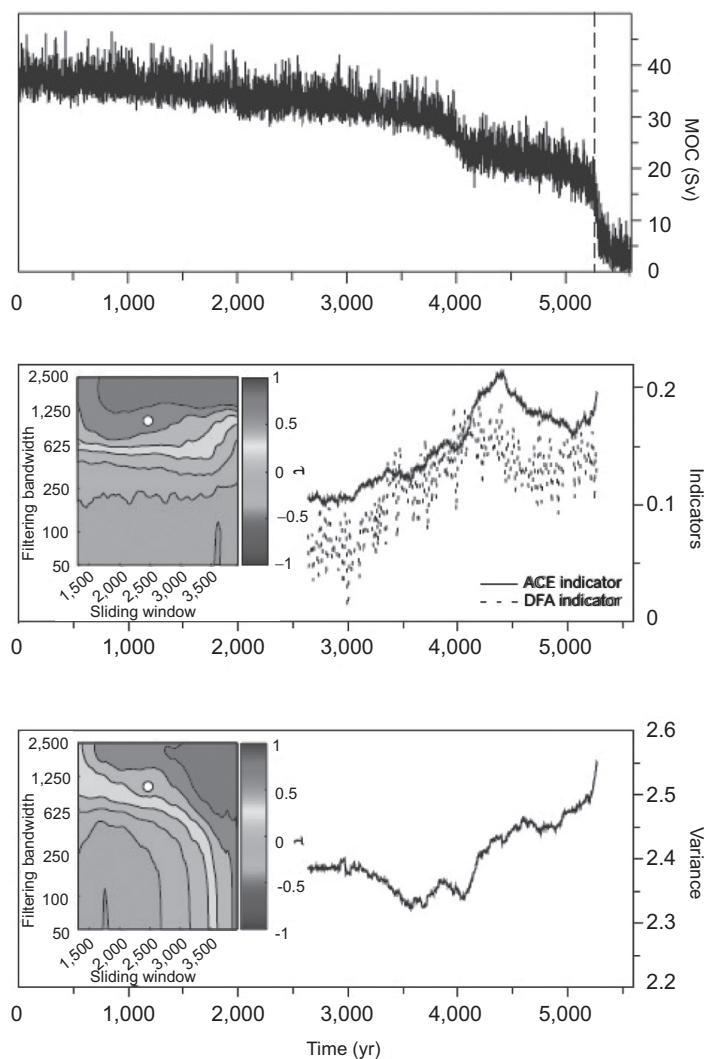 40
30
20
10
0
MOC (Sv)
0 1,000 2,000 3,000 4,000 5,000
2,500
1,250
625
250
100
50
Filtering bandwidth
1,500 2,000 2,500 3,000 3,500
Sliding window
1
0.5
0
−0.5
−1
τ
ACE indicator
DFA indicator
0.2
0.1
0
Indicators
0 1,000 2,000 3,000 4,000 5,000
2,500
1,250
625
250
100
50
Filtering bandwidth
1,500 2,000 2,500 3,000 3,500
Sliding window
1
0.5
0
-0.5
-1
τ
2.6
2.5
2.4
2.3
2.2
Variance
0 1,000 2,000 3,000 4,000 5,000
Time (yr)